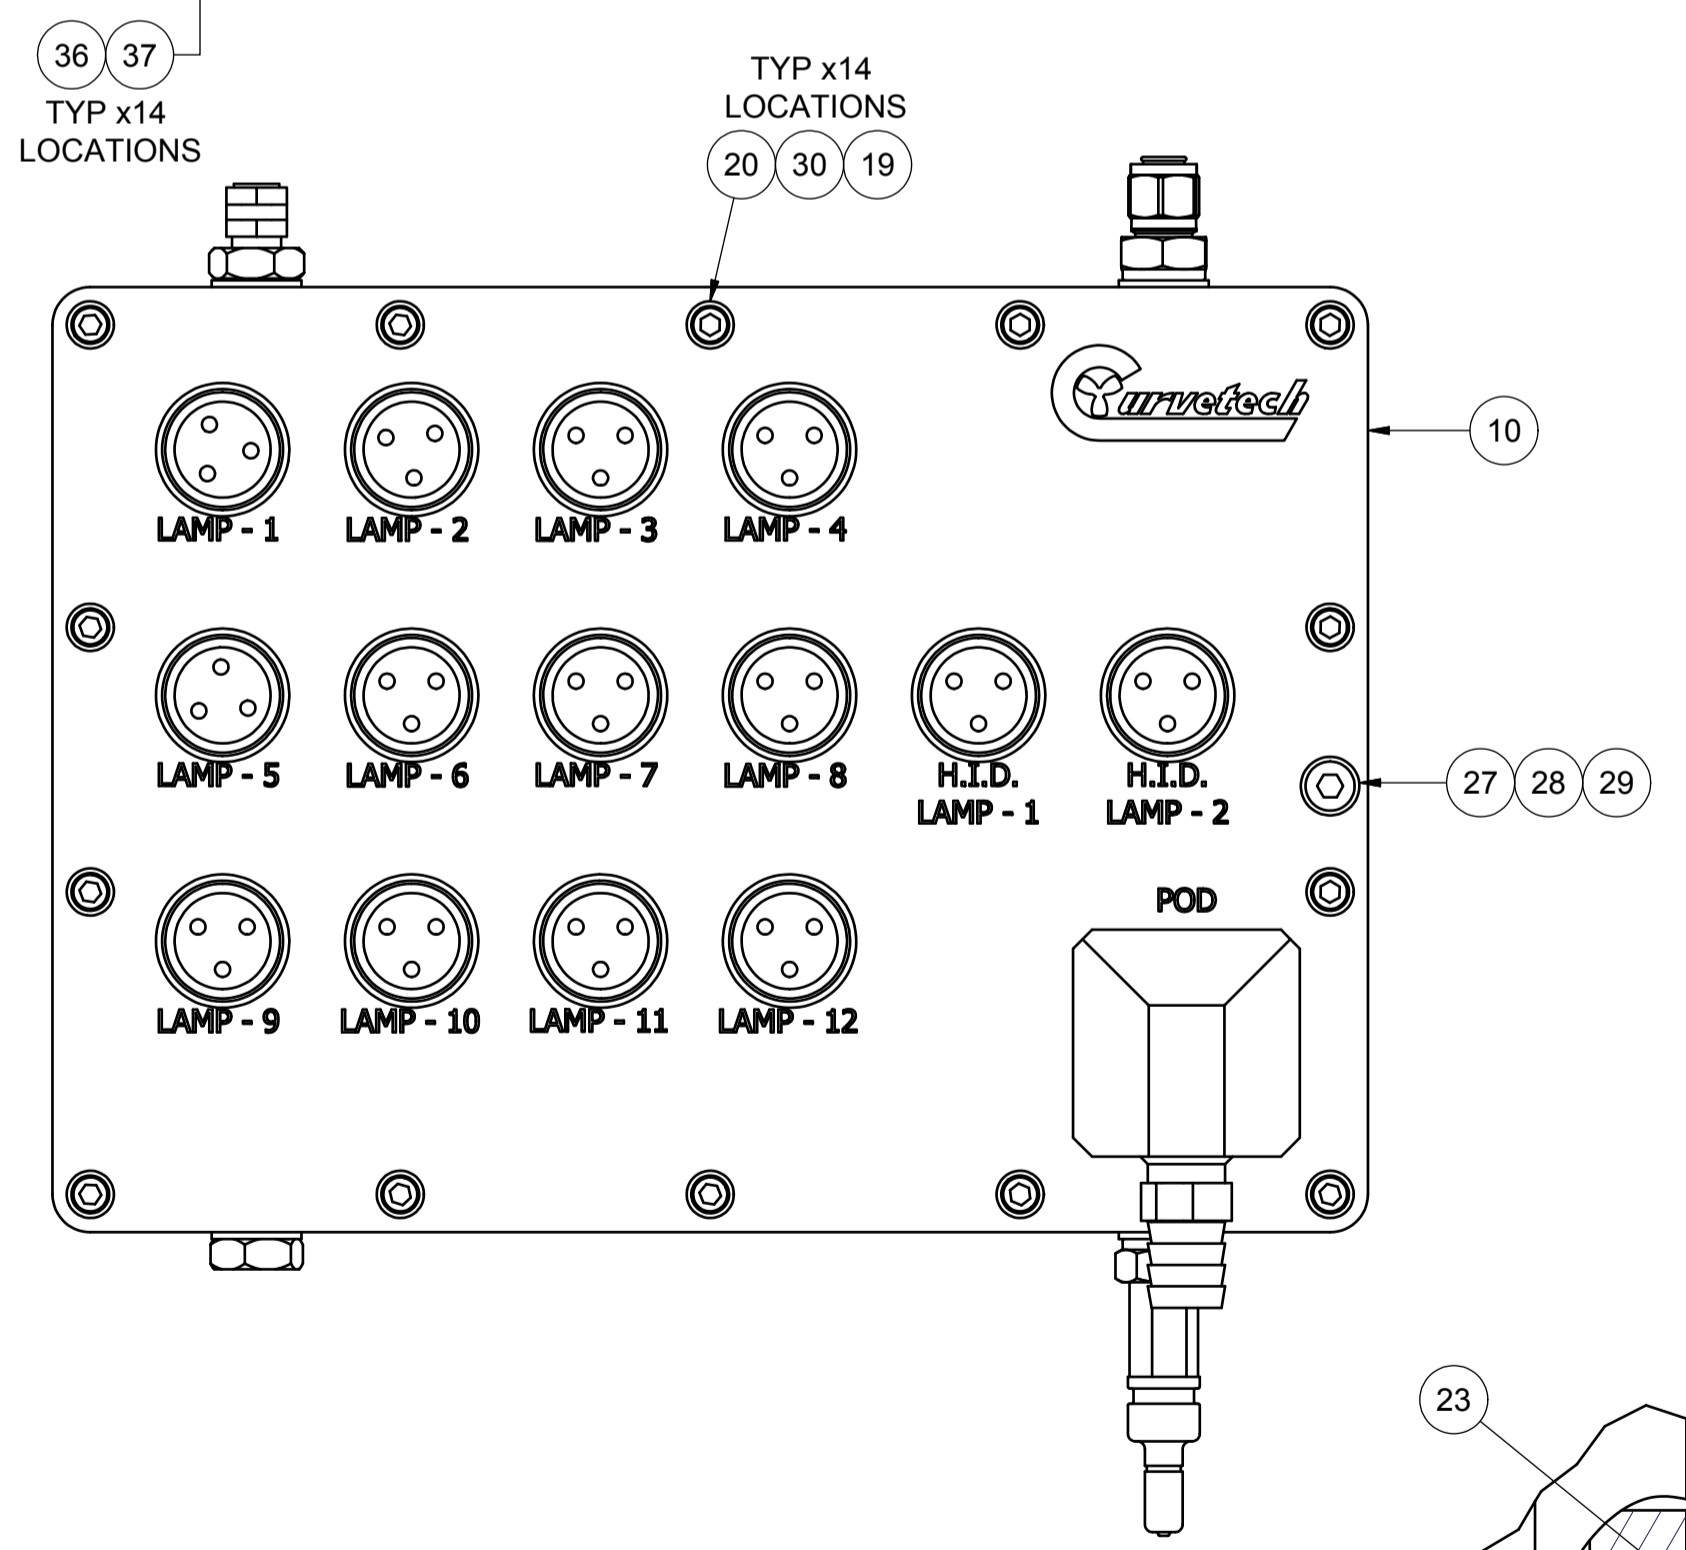 36 37
TYP x14
LOCATIONS
TYP x14
LOCATIONS
20 30 19
Curvetech
10
LAMP - 1 LAMP - 2 LAMP - 3 LAMP - 4
LAMP - 5 LAMP - 6 LAMP - 7 LAMP - 8 H.I.D. H.I.D.
LAMP - 1 LAMP - 2
27 28 29
POD
LAMP - 9 LAMP - 10 LAMP - 11 LAMP - 12
23